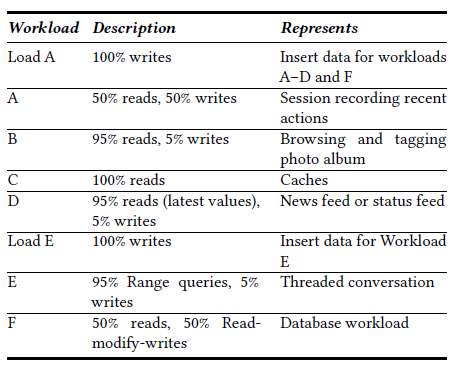 Workload Description Represents
Load A 100% writes Insert data for workloads
A–D and F
A 50% reads, 50% writes Session recording recent
actions
B 95% reads, 5% writes Browsing and tagging
photo album
C 100% reads Caches
D 95% reads (latest values), News feed or status feed
5% writes
Load E 100% writes Insert data for Workload
E
E 95% Range queries, 5% Threaded conversation
writes
F 50% reads, 50% Read- Database workload
modify-writes